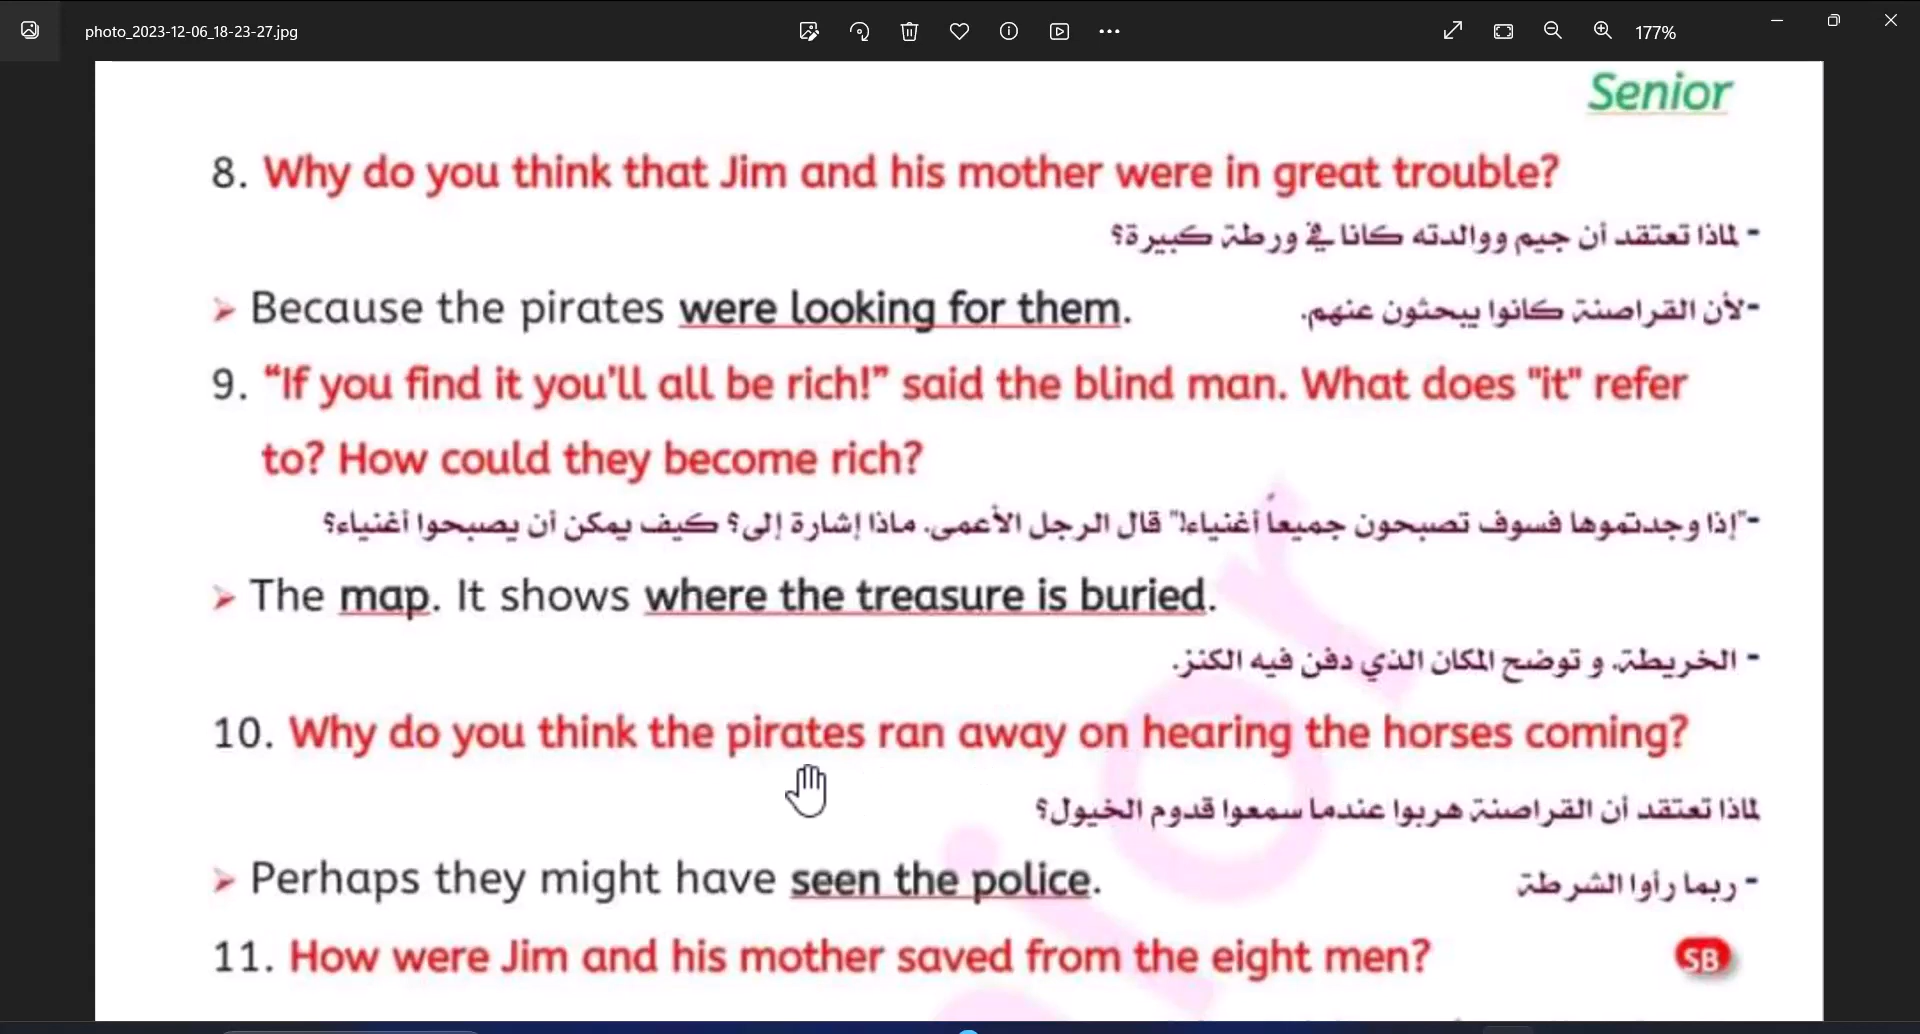 photo_2023-12-06_18-23-27.jpg
177%
Senior
8. Why do you think that Jim and his mother were in great trouble?
- لماذا تعتقد أن جيم ووالدته كانا في ورطة كبيرة؟
➢ Because the pirates were looking for them. -لأن القراصنة كانوا يبحثون عنهم.
9. “If you find it you’ll all be rich!” said the blind man. What does "it" refer
to? How could they become rich?
-"إذا وجدتموها فسوف تصبحون جميعاً أغنياء!" قال الرجل الأعمى. ماذا إشارة إلى؟ كيف يمكن أن يصبحوا أغنياء؟
➢ The map. It shows where the treasure is buried.
- الخريطة. و توضح المكان الذي دفن فيه الكنز.
10. Why do you think the pirates ran away on hearing the horses coming?
لماذا تعتقد أن القراصنة هربوا عندما سمعوا قدوم الخيول؟
➢ Perhaps they might have seen the police. - ربما رأوا الشرطة
11. How were Jim and his mother saved from the eight men? SB